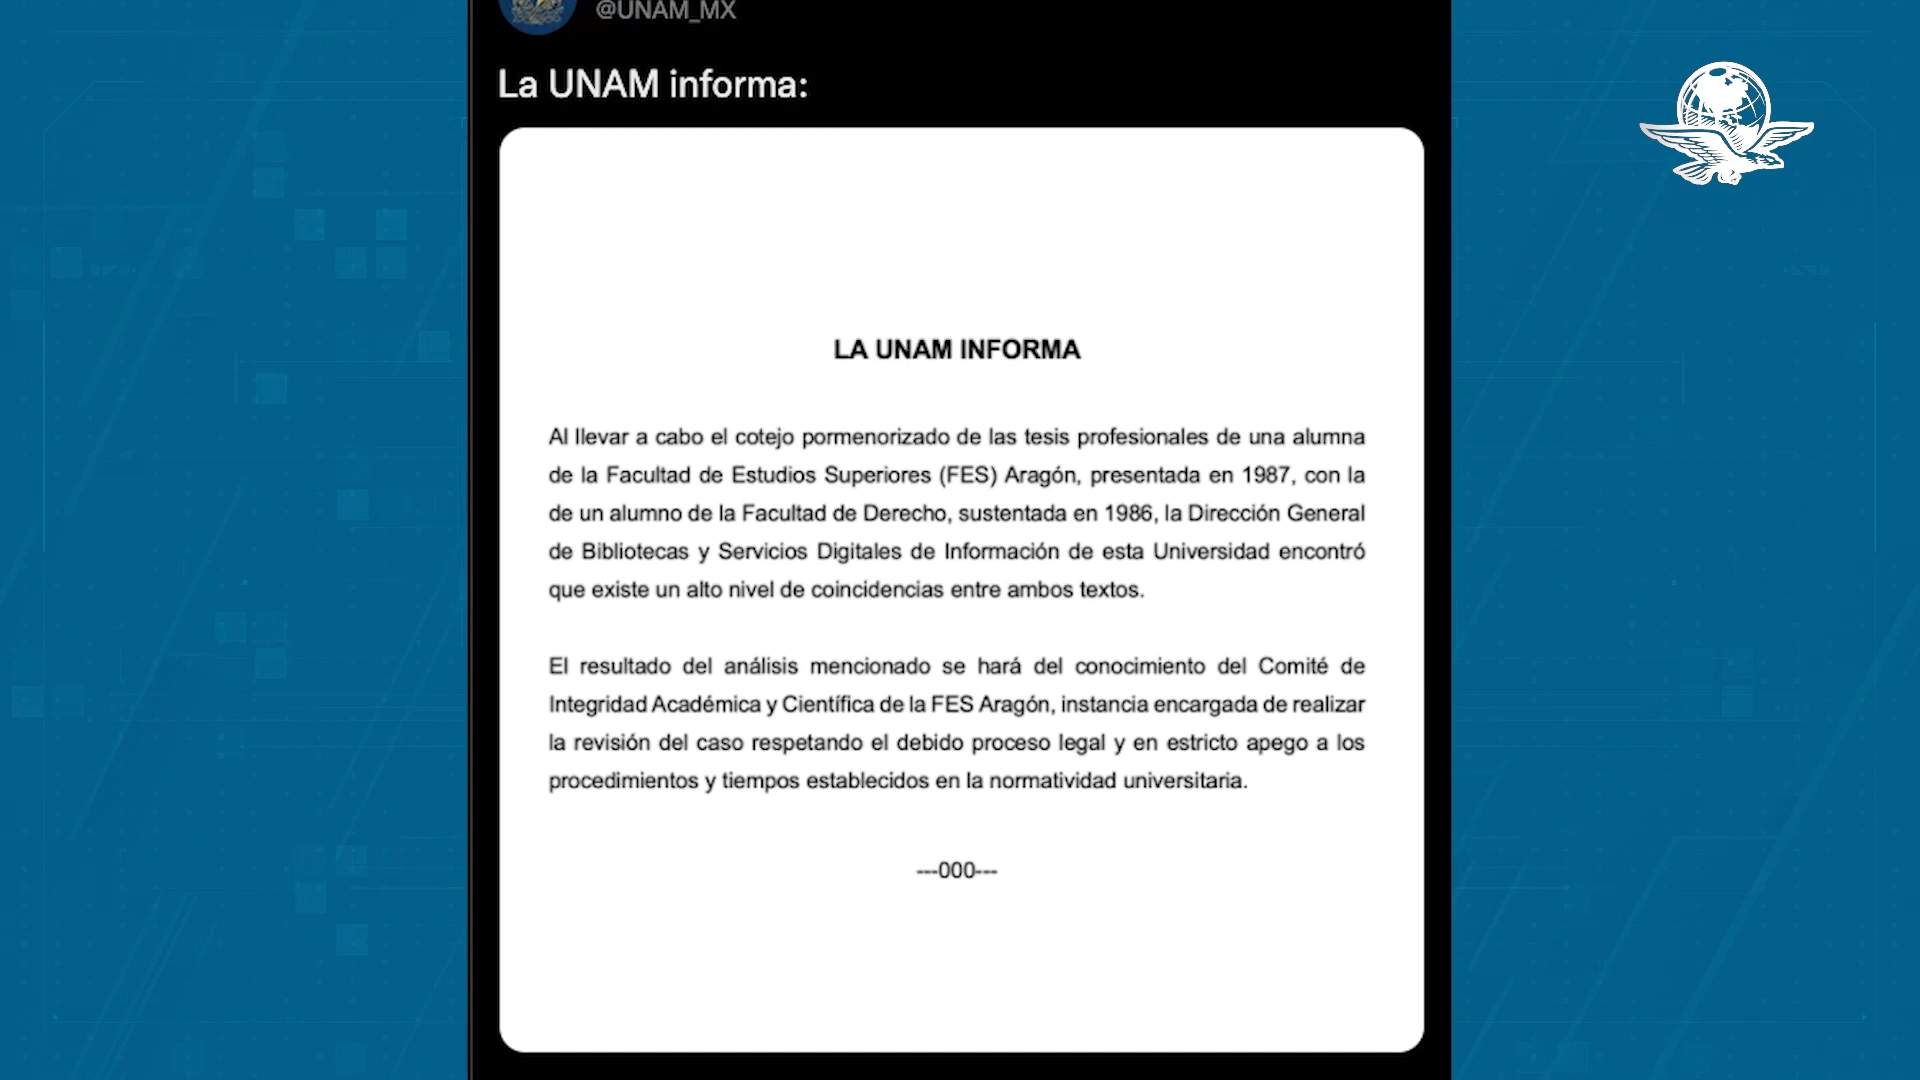 @UNAM_MX
La UNAM informa:
LA UNAM INFORMA
Al llevar a cabo el cotejo pormenorizado de las tesis profesionales de una alumna
de la Facultad de Estudios Superiores (FES) Aragón, presentada en 1987, con la
de un alumno de la Facultad de Derecho, sustentada en 1986, la Dirección General
de Bibliotecas y Servicios Digitales de Información de esta Universidad encontró
que existe un alto nivel de coincidencias entre ambos textos.
El resultado del análisis mencionado se hará del conocimiento del Comité de
Integridad Académica y Científica de la FES Aragón, instancia encargada de realizar
la revisión del caso respetando el debido proceso legal y en estricto apego a los
procedimientos y tiempos establecidos en la normatividad universitaria.
---000---